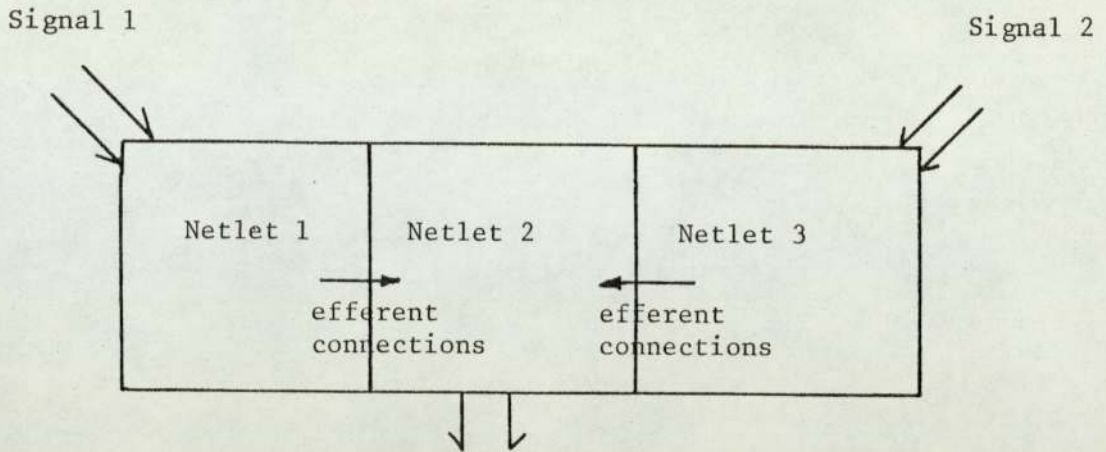 Signal 1
Signal 2
Netlet 1
Netlet 2
Netlet 3
efferent
connections
efferent
connections